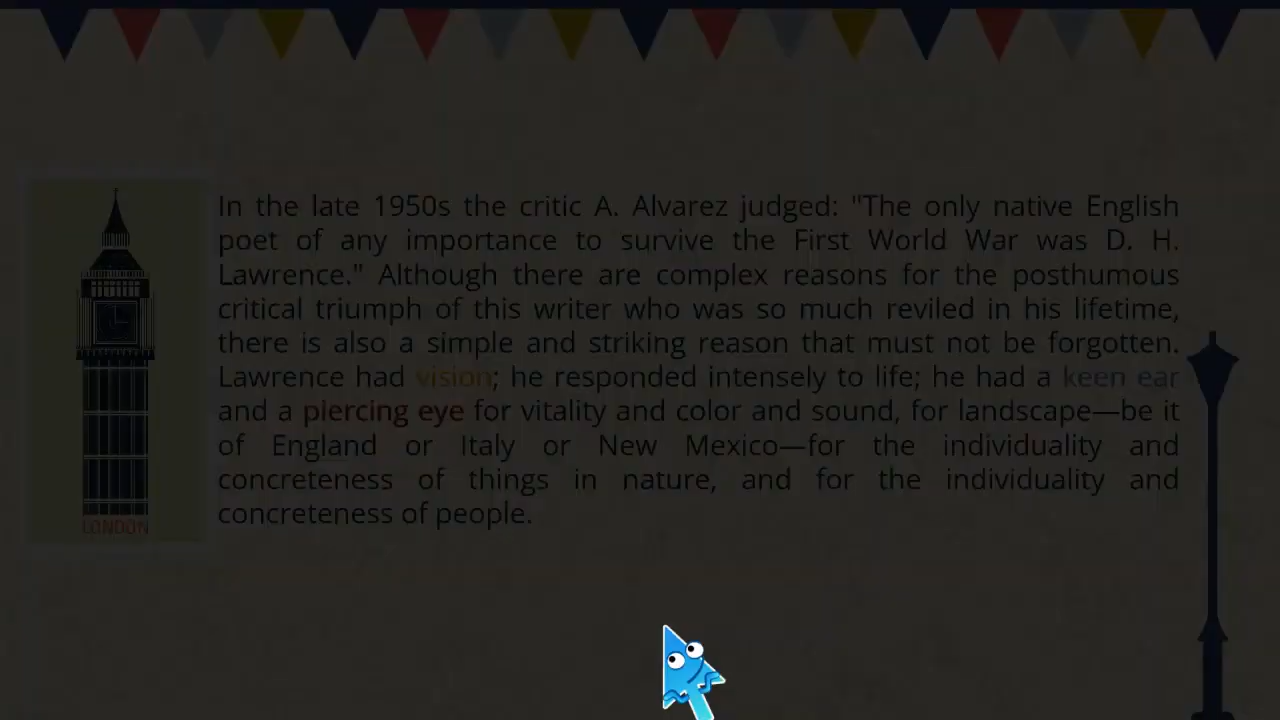 In the late 1950s the critic A. Alvarez judged: "The only native English
poet of any importance to survive the First World War was D. H.
Lawrence." Although there are complex reasons for the posthumous
critical triumph of this writer who was so much reviled in his lifetime,
there is also a simple and striking reason that must not be forgotten.
Lawrence had vision; he responded intensely to life; he had a keen ear
and a piercing eye for vitality and color and sound, for landscape—be it
of England or Italy or New Mexico—for the individuality and
concreteness of things in nature, and for the individuality and
concreteness of people.
LONDON